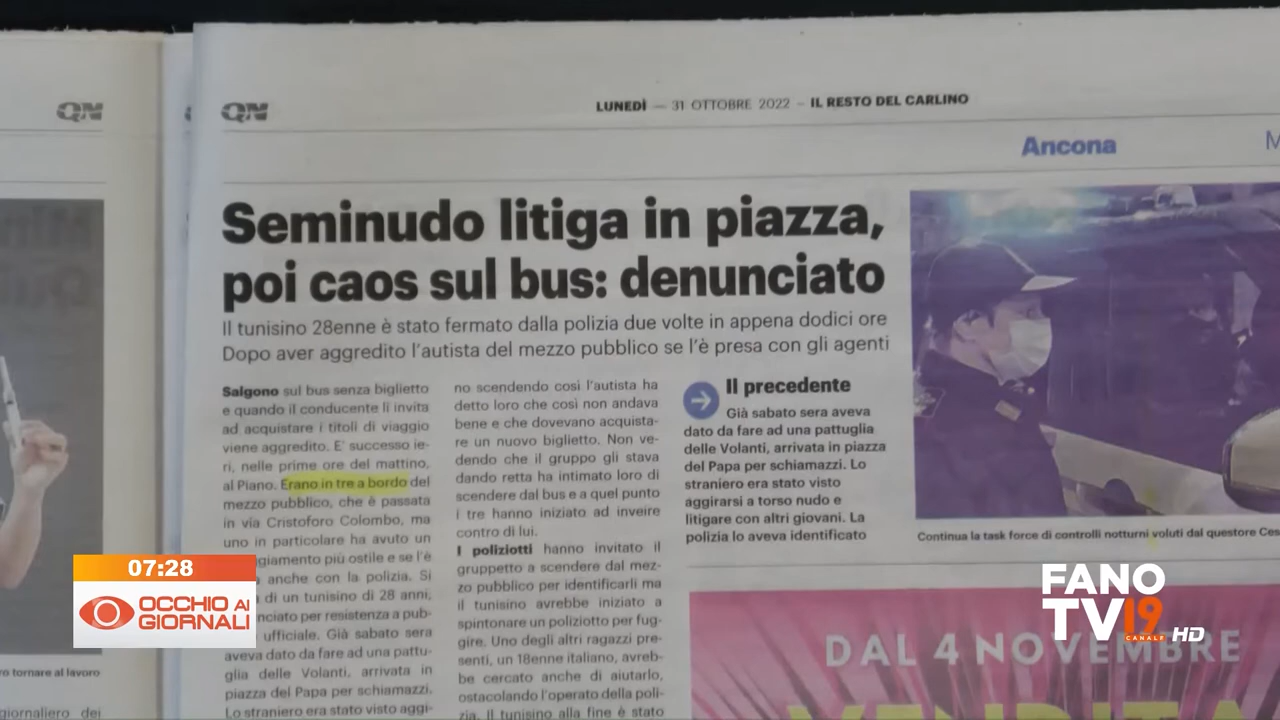 QN
QN
LUNEDÌ — 31 OTTOBRE 2022 – IL RESTO DEL CARLINO
Ancona
M
Seminudo litiga in piazza,
poi caos sul bus: denunciato
Il tunisino 28enne è stato fermato dalla polizia due volte in appena dodici ore
Dopo aver aggredito l'autista del mezzo pubblico se l'è presa con gli agenti
Salgono sul bus senza biglietto
e quando il conducente li invita
ad acquistare i titoli di viaggio
viene aggredito. E' successo ie-
ri, nelle prime ore del mattino,
al Piano. Erano in tre a bordo del
mezzo pubblico, che è passata
in via Cristoforo Colombo, ma
uno in particolare ha avuto un
giamento più ostile e se l'è
anche con la polizia. Si
di un tunisino di 28 anni,
nciato per resistenza a pub-
ufficiale. Già sabato sera
aveva dato da fare ad una pattu-
glia delle Volanti, arrivata in
piazza del Papa per schiamazzi.
Lo straniero era stato visto aggi-
no scendendo così l'autista ha
detto loro che così non andava
bene e che dovevano acquista-
re un nuovo biglietto. Non ve-
dendo che il gruppo gli stava
dando retta ha intimato loro di
scendere dal bus e a quel punto
i tre hanno iniziato ad inveire
contro di lui.
I poliziotti hanno invitato il
gruppetto a scendere dal mez-
zo pubblico per identificarli ma
il tunisino avrebbe iniziato a
spintonare un poliziotto per fug-
gire. Uno degli altri ragazzi pre-
senti, un 18enne italiano, avreb-
be cercato anche di aiutarlo,
ostacolando l'operato della poli-
zia. Il tunisino alla fine è stato
Il precedente
Già sabato sera aveva
dato da fare ad una pattuglia
delle Volanti, arrivata in piazza
del Papa per schiamazzi. Lo
straniero era stato visto
aggirarsi a torso nudo e
litigare con altri giovani. La
polizia lo aveva identificato
Continua la task force di controlli notturni voluti dal questore Ces
DAL 4 NOVEMBRE
VENDITA
ro tornare al lavoro
giornaliero dei
07:28
OCCHIO AI
GIORNALI
FANO
TV19
CANALE HD